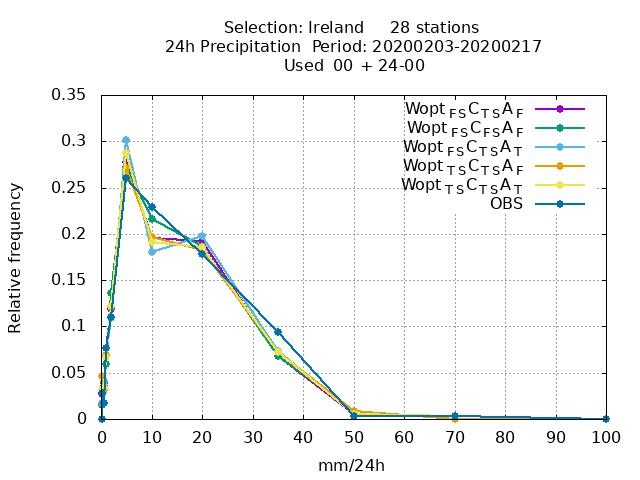 Selection: Ireland 28 stations
24h Precipitation Period: 20200203-20200217
Used 00 + 24-00
0.35
0.3
0.25
0.2
0.15
0.1
0.05
0
Relative frequency
Wopt FS C TS A F
Wopt FS C FS A F
Wopt FS C TS A T
Wopt TS C TS A F
Wopt TS C TS A T
OBS
0 10 20 30 40 50 60 70 80 90 100
mm/24h